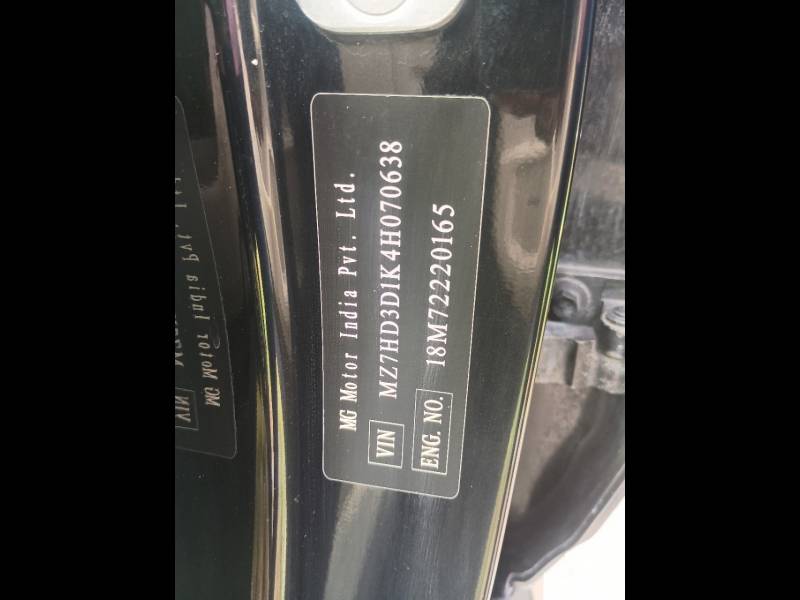 MG Motor India Pvt. Ltd.
VIN MZ7HD3D1K4H070638
ENG. NO. 18M72220165